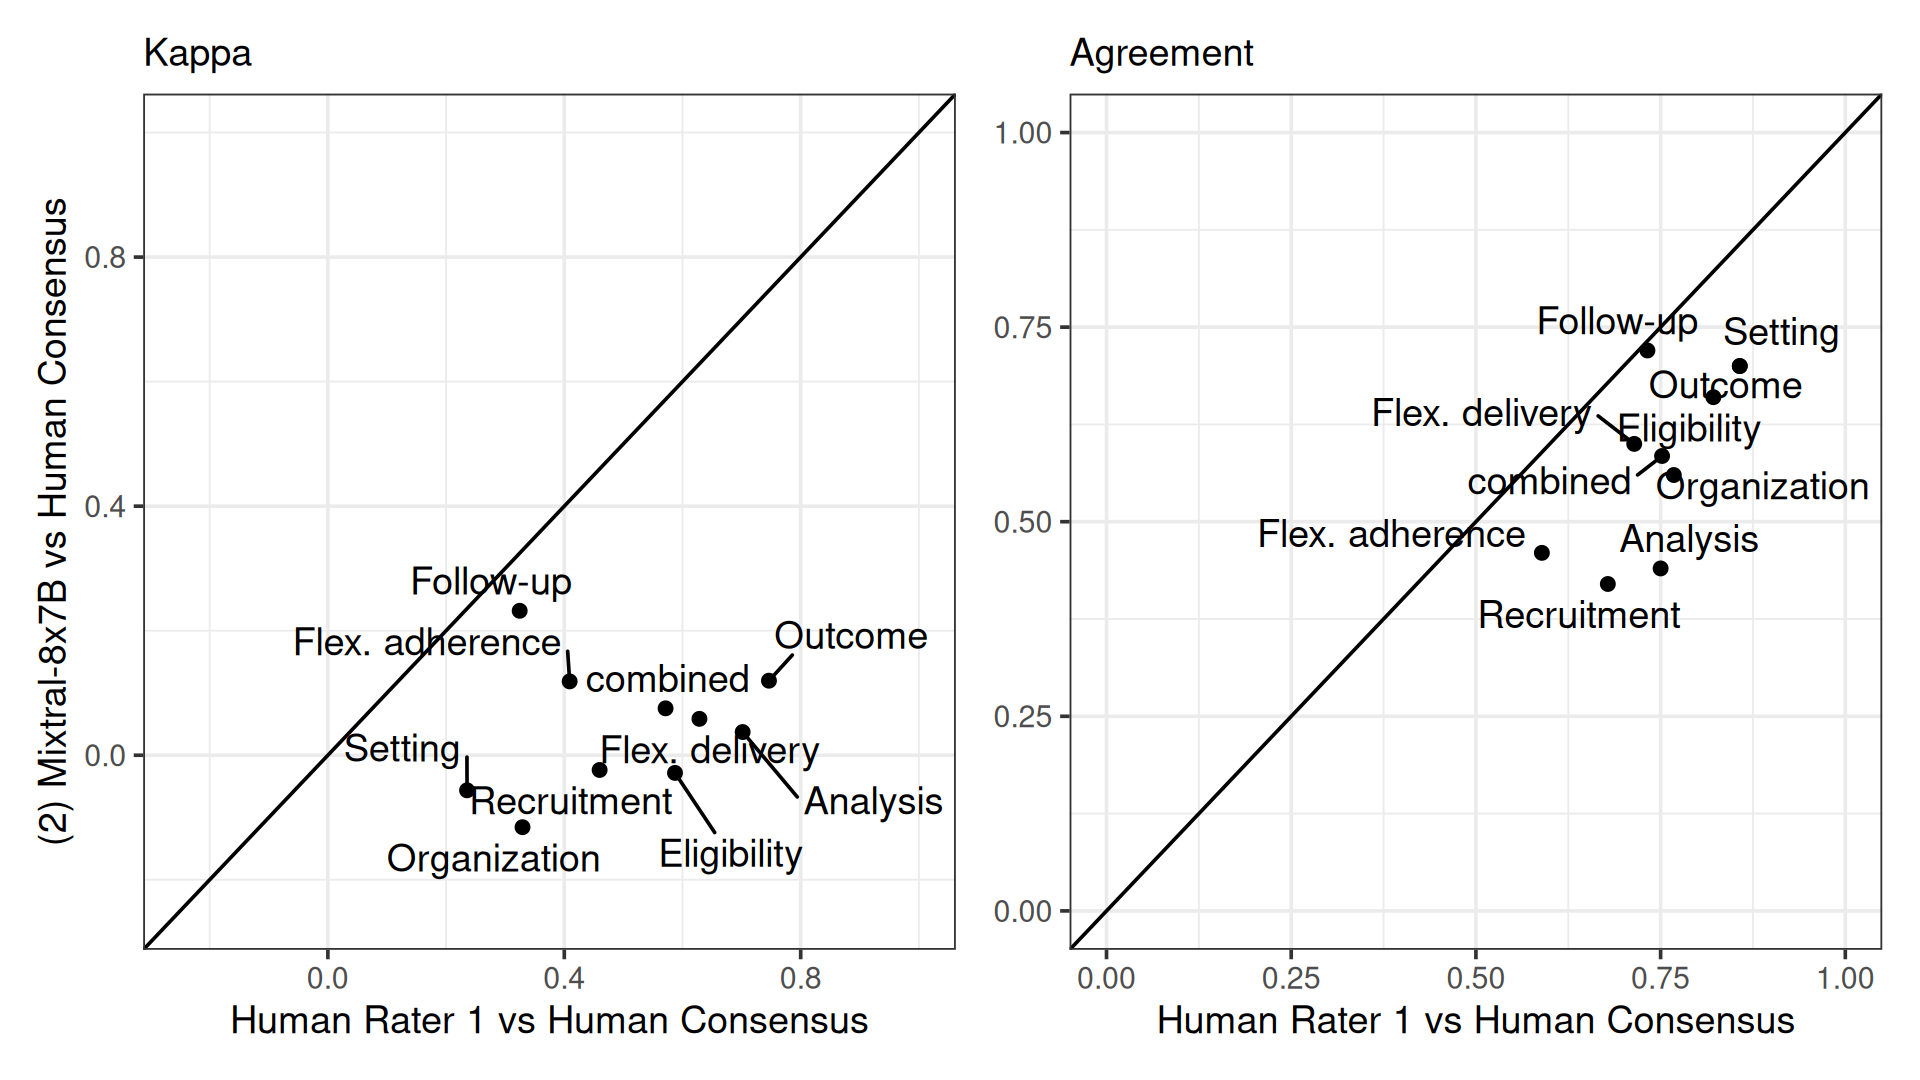 Kappa
(2) Mixtral-8x7B vs Human Consensus
0.8
0.4
0.0
Follow-up
Flex. adherence
Outcome
combined
Setting
Flex. delivery
Recruitment
Analysis
Organization
Eligibility
0.0
0.4
0.8
Human Rater 1 vs Human Consensus
Agreement
1.00
0.75
0.50
0.25
0.00
Follow-up
Setting
Outcome
Flex. delivery
Eligibility
combined
Organization
Flex. adherence
Analysis
Recruitment
0.00
0.25
0.50
0.75
1.00
Human Rater 1 vs Human Consensus